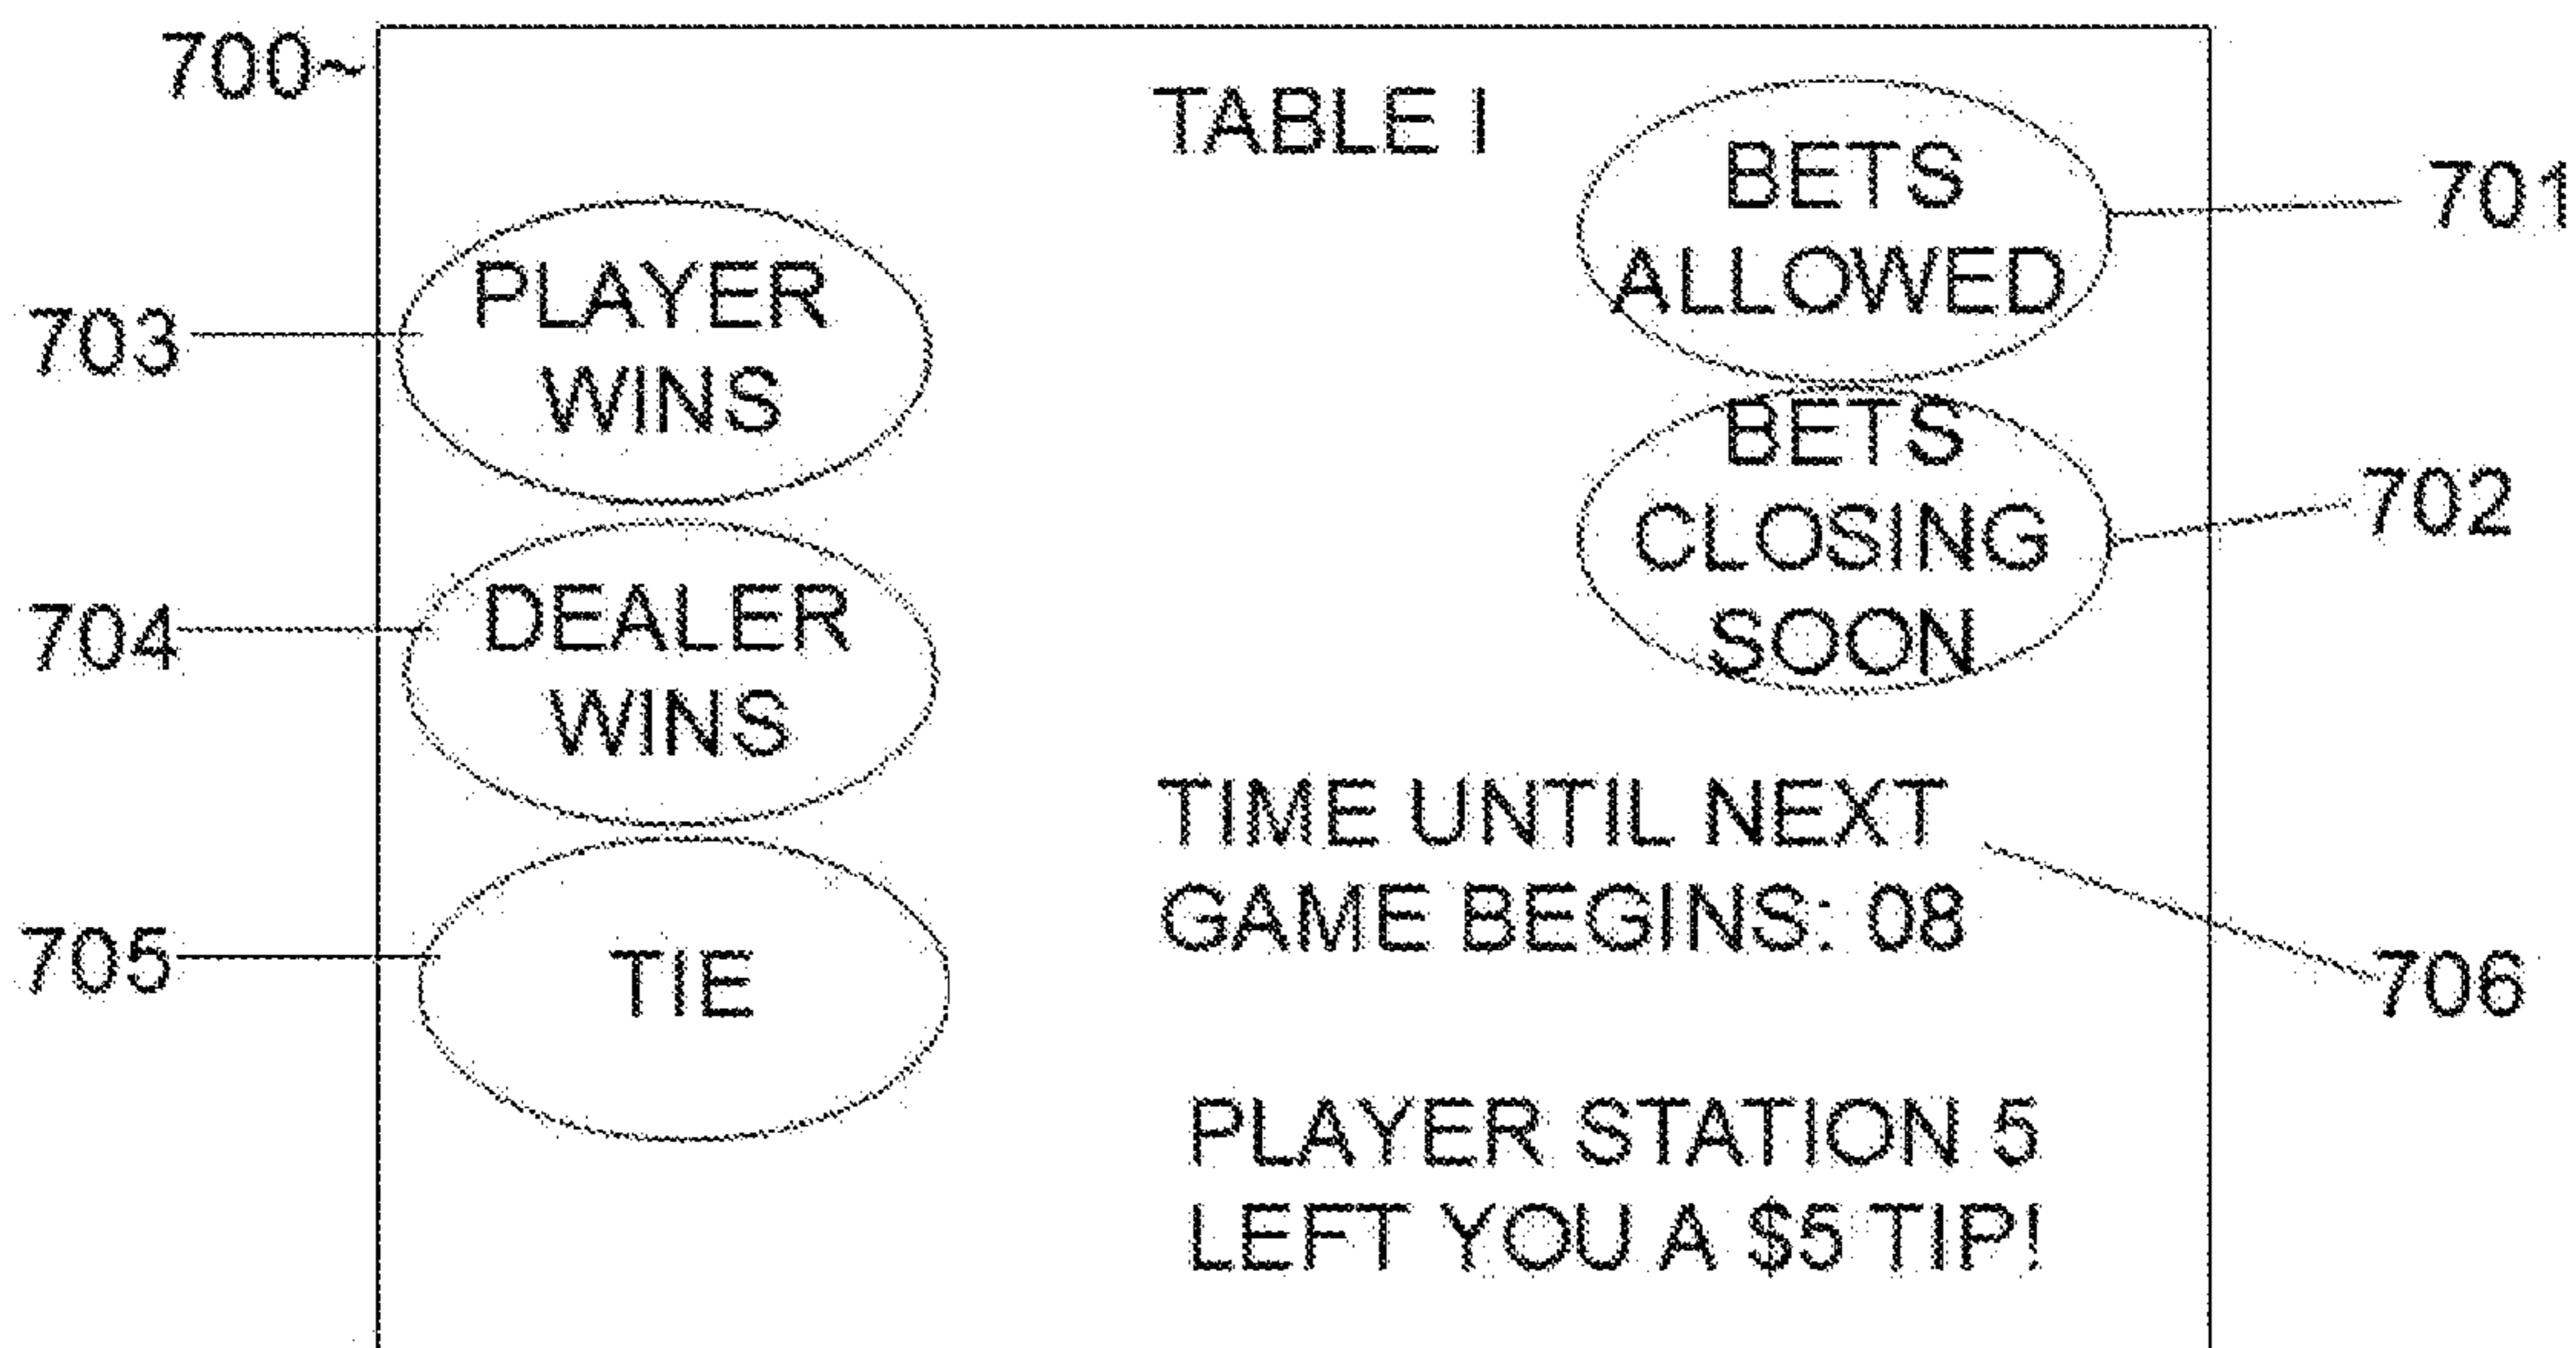 700~
TABLE I
BETS
ALLOWED
701
PLAYER
WINS
703
BETS
CLOSING
SOON
702
DEALER
WINS
704
TIME UNTIL NEXT
GAME BEGINS: 08
706
TIE
705
PLAYER STATION 5
LEFT YOU A $5 TIP!